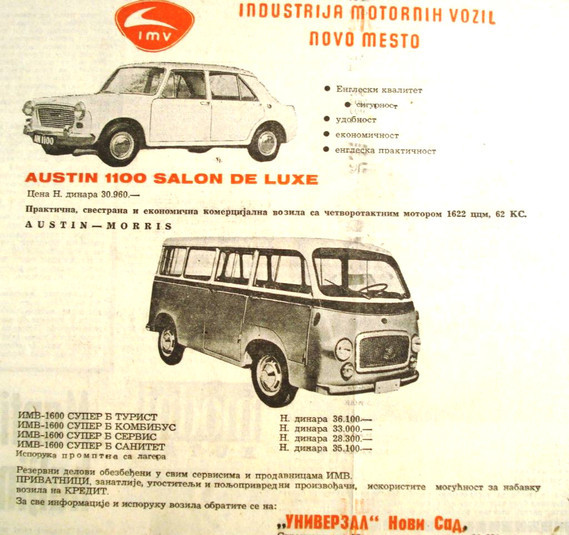 imv
INDUSTRIJA MOTORNIH VOZIL
NOVO MESTO
Енглески квалитет
сигурност
удобност
економичност
енглеска практичност
IM 1100
AUSTIN 1100 SALON DE LUXE
Цена Н. динара 30.960.—
Практична, свестрана и економична комерцијална возила са четворотактним мотором 1622 ццм, 62 КС.
AUSTIN—MORRIS
ИМВ-1600 СУПЕР Б ТУРИСТ Н. динара 36.100.—
ИМВ-1600 СУПЕР Б КОМБИБУС Н. динара 33.000.—
ИМВ-1600 СУПЕР Б СЕРВИС Н. динара 28.300.—
ИМВ-1600 СУПЕР Б САНИТЕТ Н. динара 35.100.—
Испорука промптна са лагера
Резервни делови обезбеђени у свим сервисима и продавницама ИМВ.
ПРИВАТНИЦИ, занатлије, угоститељи и пољопривредни произвођачи, искористите могућност за набавку
возила на КРЕДИТ.
За све информације и испоруку возила обратите се на:
„УНИВЕРЗАЛ" Нови Сад,